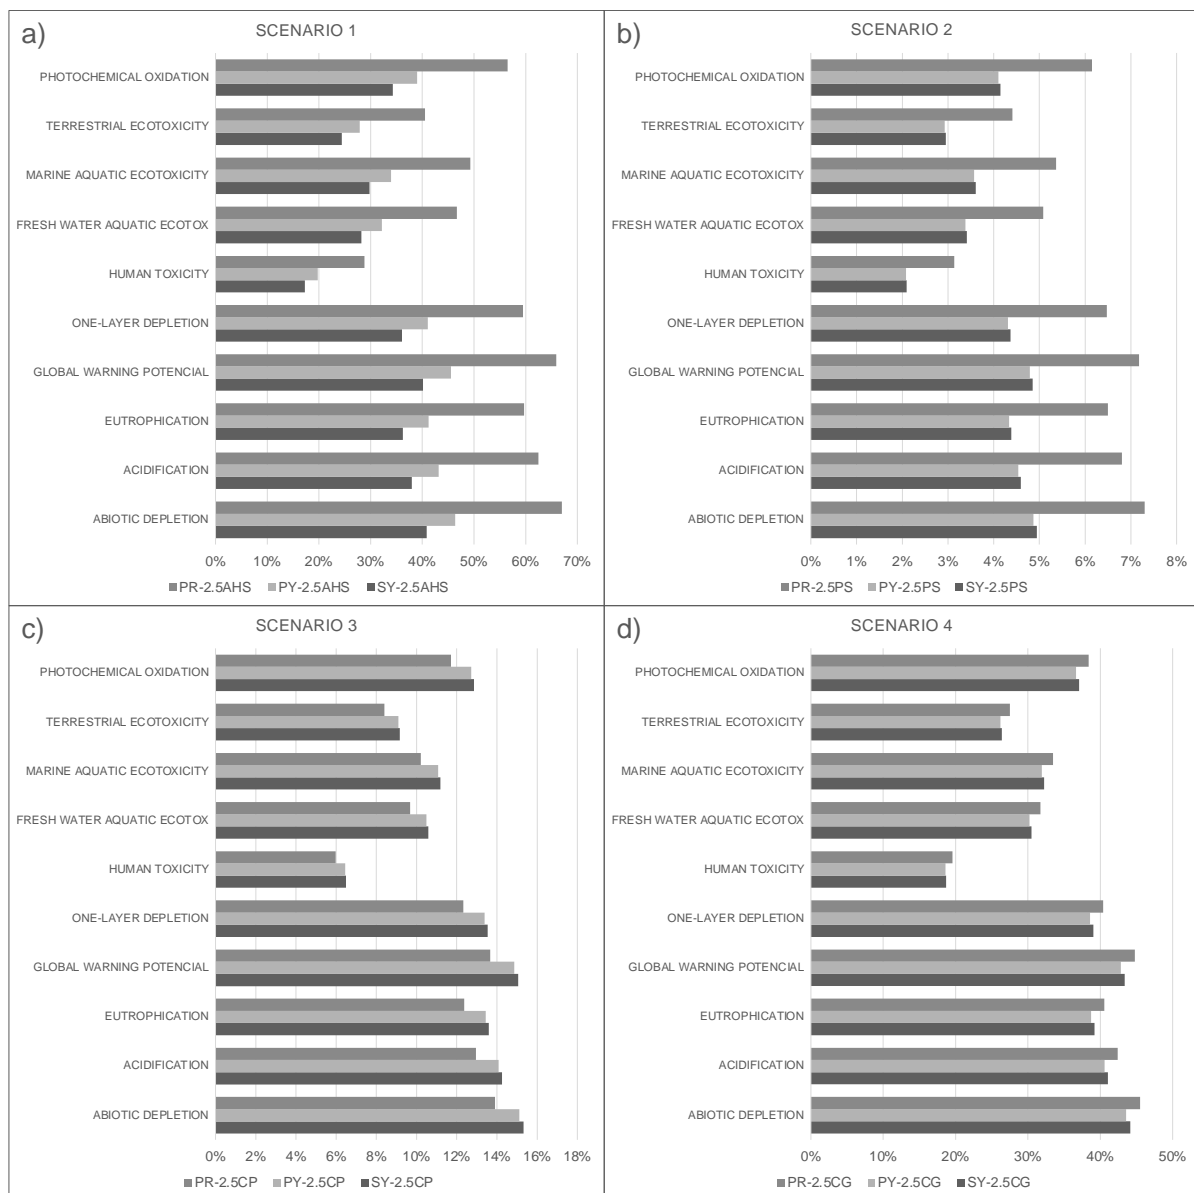 a)
SCENARIO 1
PHOTOCHEMICAL OXIDATION
TERRESTRIAL ECOTOXICITY
MARINE AQUATIC ECOTOXICITY
FRESH WATER AQUATIC ECOTOX
HUMAN TOXICITY
ONE-LAYER DEPLETION
GLOBAL WARNING POTENCIAL
EUTROPHICATION
ACIDIFICATION
ABIOTIC DEPLETION
0% 10% 20% 30% 40% 50% 60% 70%
PR-2.5AHS PY-2.5AHS SY-2.5AHS
b)
SCENARIO 2
PHOTOCHEMICAL OXIDATION
TERRESTRIAL ECOTOXICITY
MARINE AQUATIC ECOTOXICITY
FRESH WATER AQUATIC ECOTOX
HUMAN TOXICITY
ONE-LAYER DEPLETION
GLOBAL WARNING POTENCIAL
EUTROPHICATION
ACIDIFICATION
ABIOTIC DEPLETION
0% 1% 2% 3% 4% 5% 6% 7% 8%
PR-2.5PS PY-2.5PS SY-2.5PS
c)
SCENARIO 3
PHOTOCHEMICAL OXIDATION
TERRESTRIAL ECOTOXICITY
MARINE AQUATIC ECOTOXICITY
FRESH WATER AQUATIC ECOTOX
HUMAN TOXICITY
ONE-LAYER DEPLETION
GLOBAL WARNING POTENCIAL
EUTROPHICATION
ACIDIFICATION
ABIOTIC DEPLETION
0% 2% 4% 6% 8% 10% 12% 14% 16% 18%
PR-2.5CP PY-2.5CP SY-2.5CP
d)
SCENARIO 4
PHOTOCHEMICAL OXIDATION
TERRESTRIAL ECOTOXICITY
MARINE AQUATIC ECOTOXICITY
FRESH WATER AQUATIC ECOTOX
HUMAN TOXICITY
ONE-LAYER DEPLETION
GLOBAL WARNING POTENCIAL
EUTROPHICATION
ACIDIFICATION
ABIOTIC DEPLETION
0% 10% 20% 30% 40% 50%
PR-2.5CG PY-2.5CG SY-2.5CG